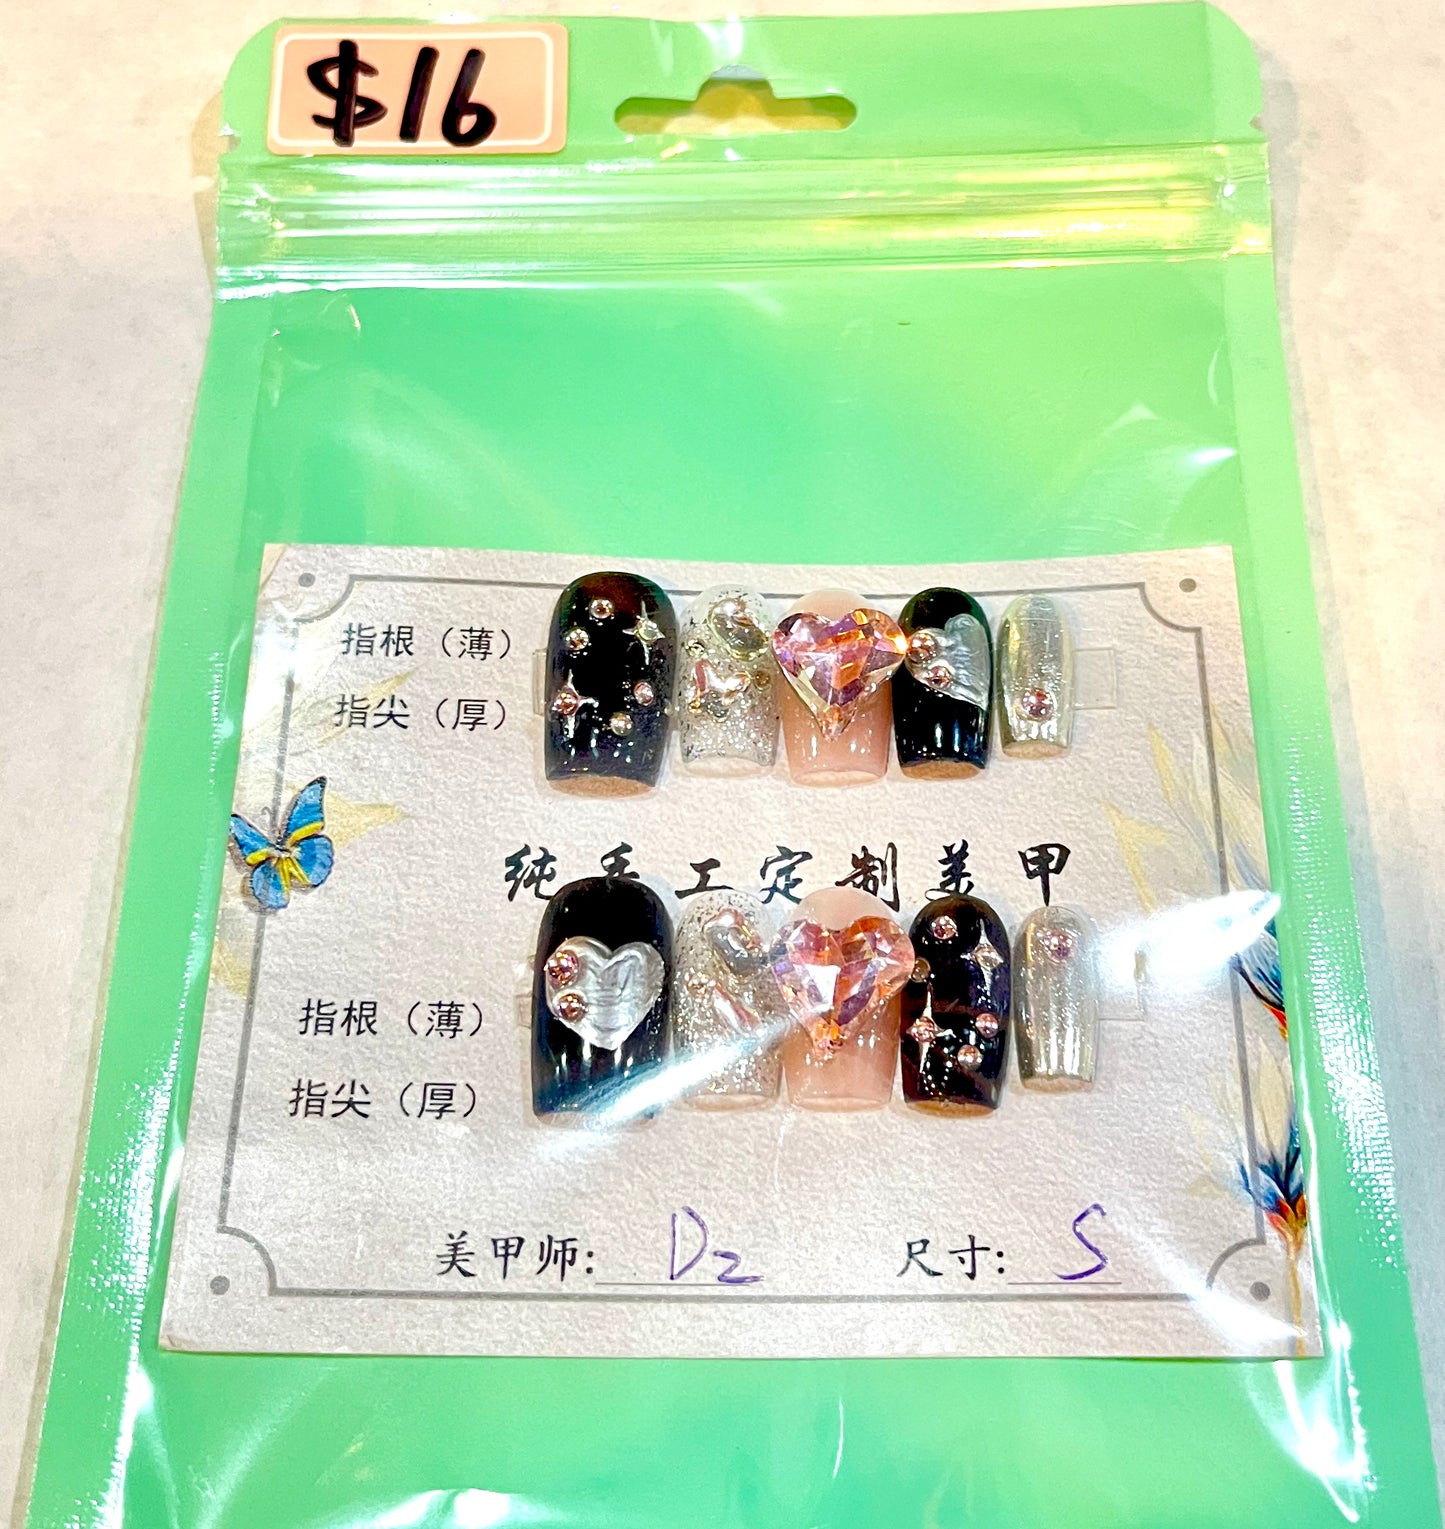 $16
指根（薄）
指尖（厚）
纯手工定制美甲
指根（薄）
指尖（厚）
美甲师: D2 尺寸: S